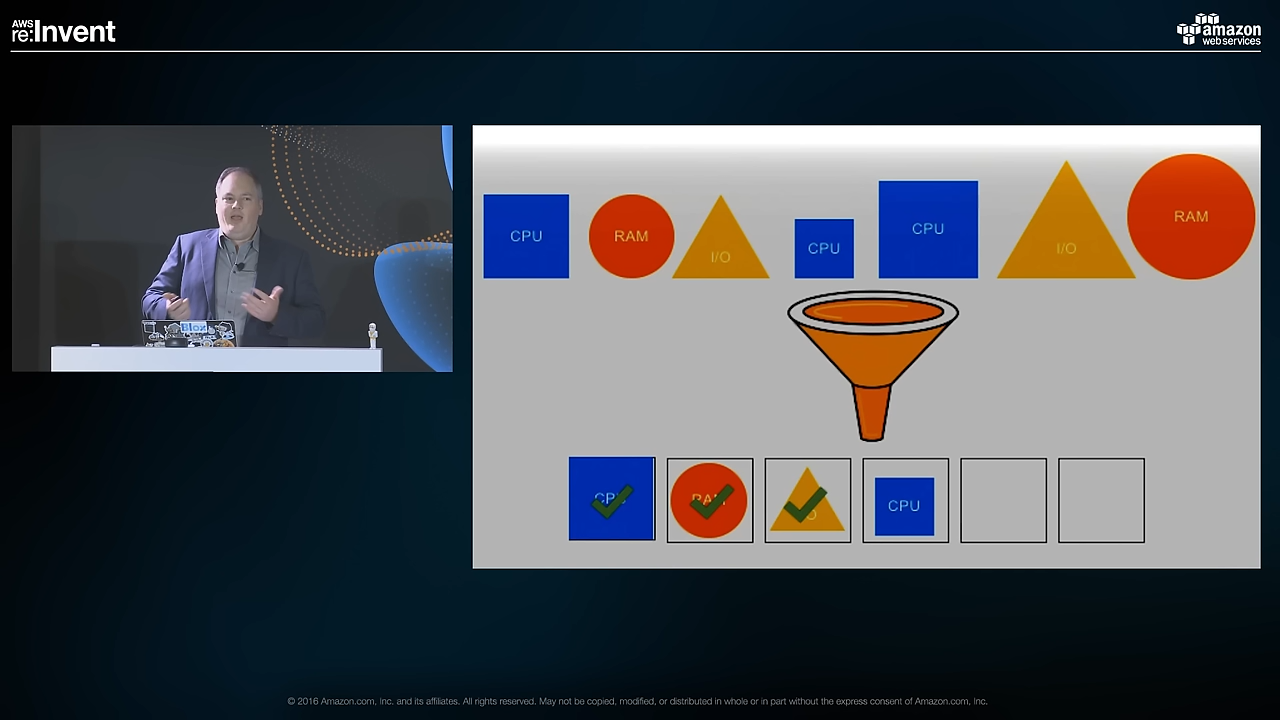 AWS
re:Invent
amazon
webservices
CPU
RAM
I/O
CPU
CPU
I/O
RAM
Blox
CPU
RAM
I/O
CPU
© 2016 Amazon.com, Inc. and its affiliates. All rights reserved. May not be copied, modified, or distributed in whole or in part without the express consent of Amazon.com, Inc.